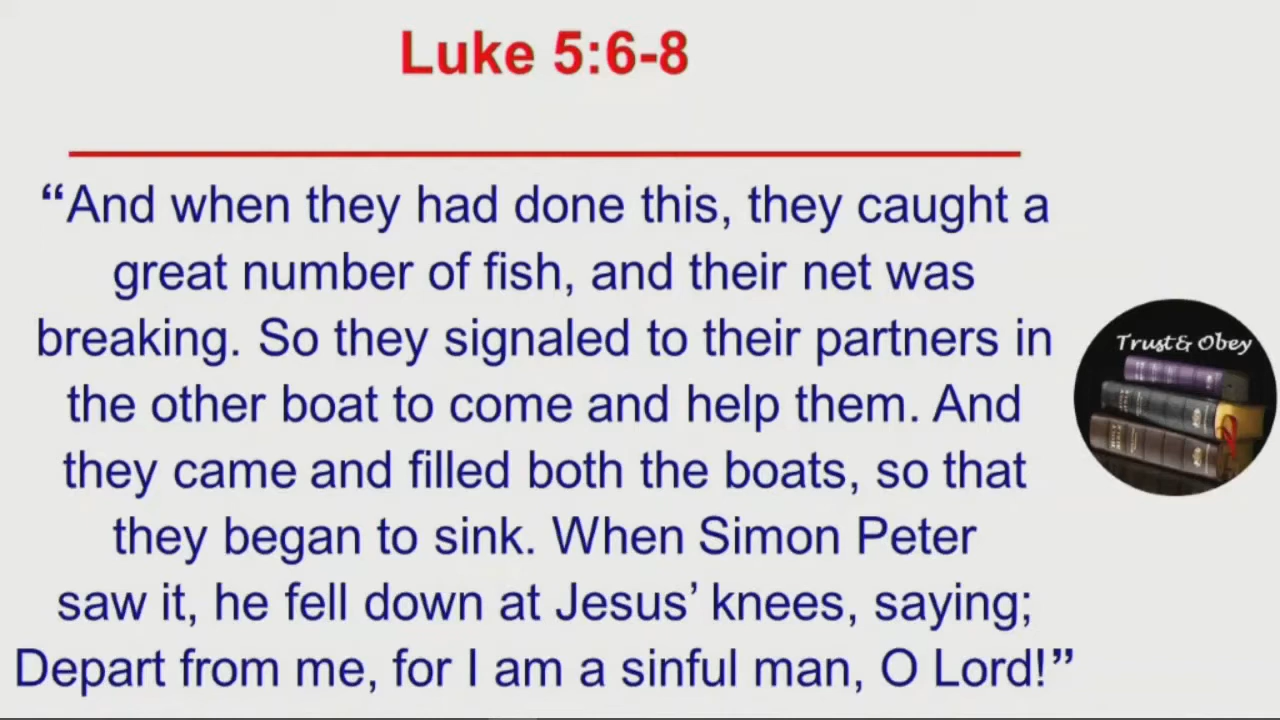 Luke 5:6-8
“And when they had done this, they caught a
great number of fish, and their net was
breaking. So they signaled to their partners in
the other boat to come and help them. And
they came and filled both the boats, so that
they began to sink. When Simon Peter
saw it, he fell down at Jesus’ knees, saying;
Depart from me, for I am a sinful man, O Lord!”
Trust& Obey